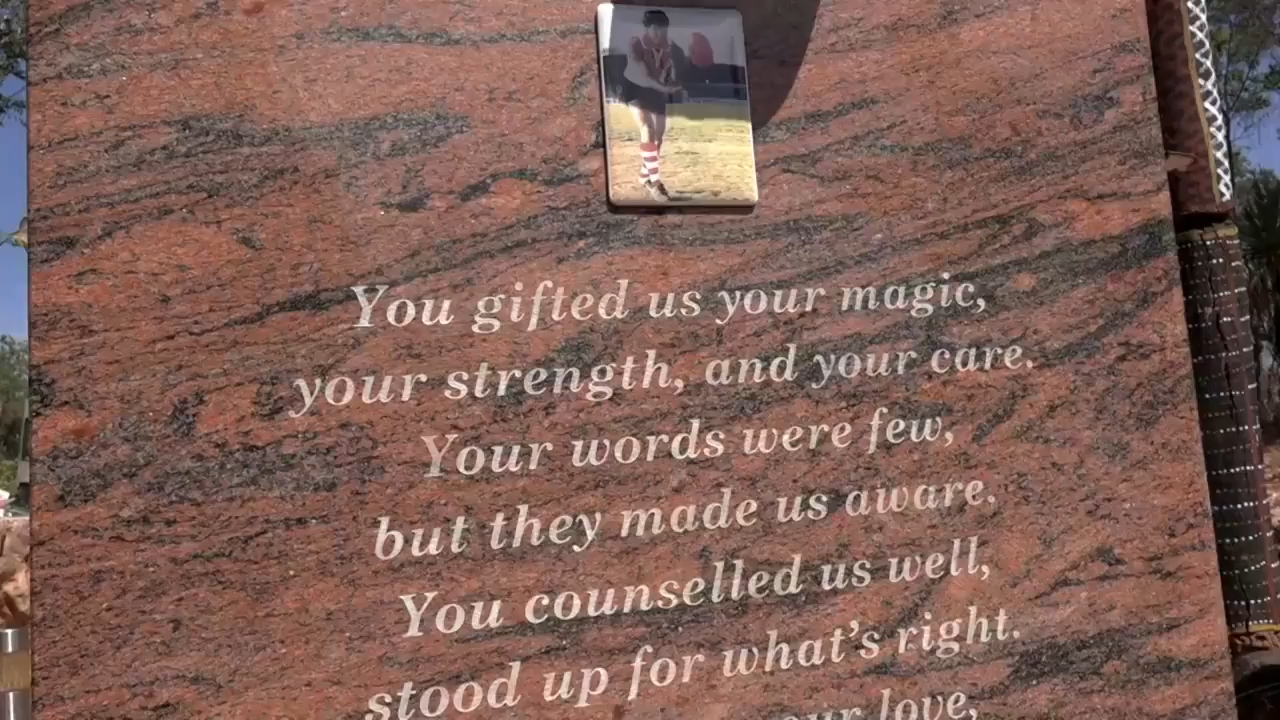 You gifted us your magic,
your strength, and your care.
Your words were few,
but they made us aware.
You counselled us well,
stood up for what's right.
love,